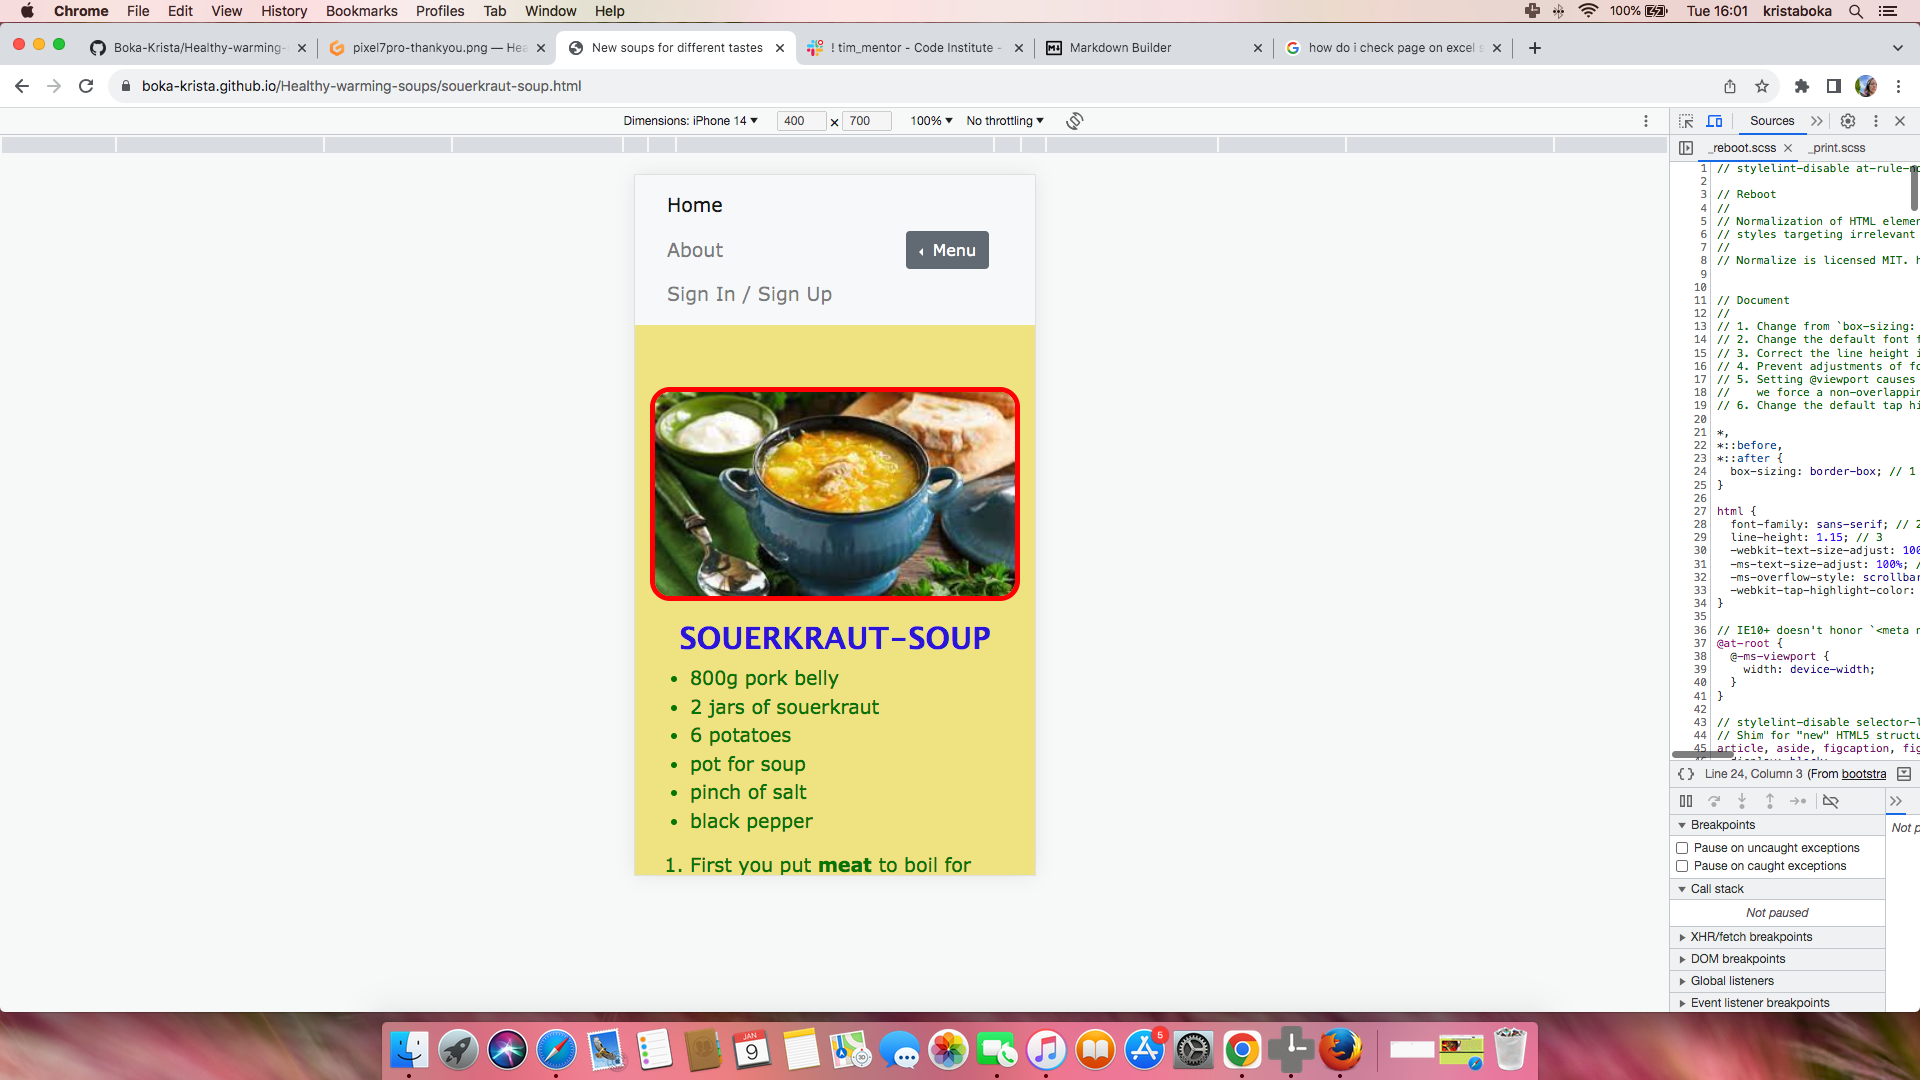 Chrome File Edit View History Bookmarks Profiles Tab Window Help 100% Tue 16:01 kristaboka
Boka-Krista/Healthy-warming- pixel7pro-thankyou.png — Hea New soups for different tastes ! tim_mentor - Code Institute - Markdown Builder how do i check page on excel s
boka-krista.github.io/Healthy-warming-soups/souerkraut-soup.html
Dimensions: iPhone 14 400 × 700 100% No throttling
Sources
_reboot.scss _print.scss
Home
About
Menu
Sign In / Sign Up
SOUERKRAUT-SOUP
800g pork belly
2 jars of souerkraut
6 potatoes
pot for soup
pinch of salt
black pepper
1. First you put meat to boil for
1 // stylelint-disable at-rule-no
2
3 // Reboot
4 //
5 // Normalization of HTML elemen
6 // styles targeting irrelevant
7 //
8 // Normalize is licensed MIT. h
9
10
11 // Document
12 //
13 // 1. Change from `box-sizing:
14 // 2. Change the default font f
15 // 3. Correct the line height i
16 // 4. Prevent adjustments of fo
17 // 5. Setting @viewport causes
18 // we force a non-overlappin
19 // 6. Change the default tap hi
20
21 *,
22 *::before,
23 *::after {
24 box-sizing: border-box; // 1
25 }
26
27 html {
28 font-family: sans-serif; // 2
29 line-height: 1.15; // 3
30 -webkit-text-size-adjust: 100
31 -ms-text-size-adjust: 100%; /
32 -ms-overflow-style: scrollbar
33 -webkit-tap-highlight-color:
34 }
35
36 // IE10+ doesn't honor `<meta n
37 @at-root {
38 @-ms-viewport {
39 width: device-width;
40 }
41 }
42
43 // stylelint-disable selector-l
44 // Shim for "new" HTML5 structu
45 article, aside, figcaption, fig
{} Line 24, Column 3 (From bootstra
Breakpoints
Not p
Pause on uncaught exceptions
Pause on caught exceptions
Call stack
Not paused
XHR/fetch breakpoints
DOM breakpoints
Global listeners
Event listener breakpoints
JAN
9
3D
5